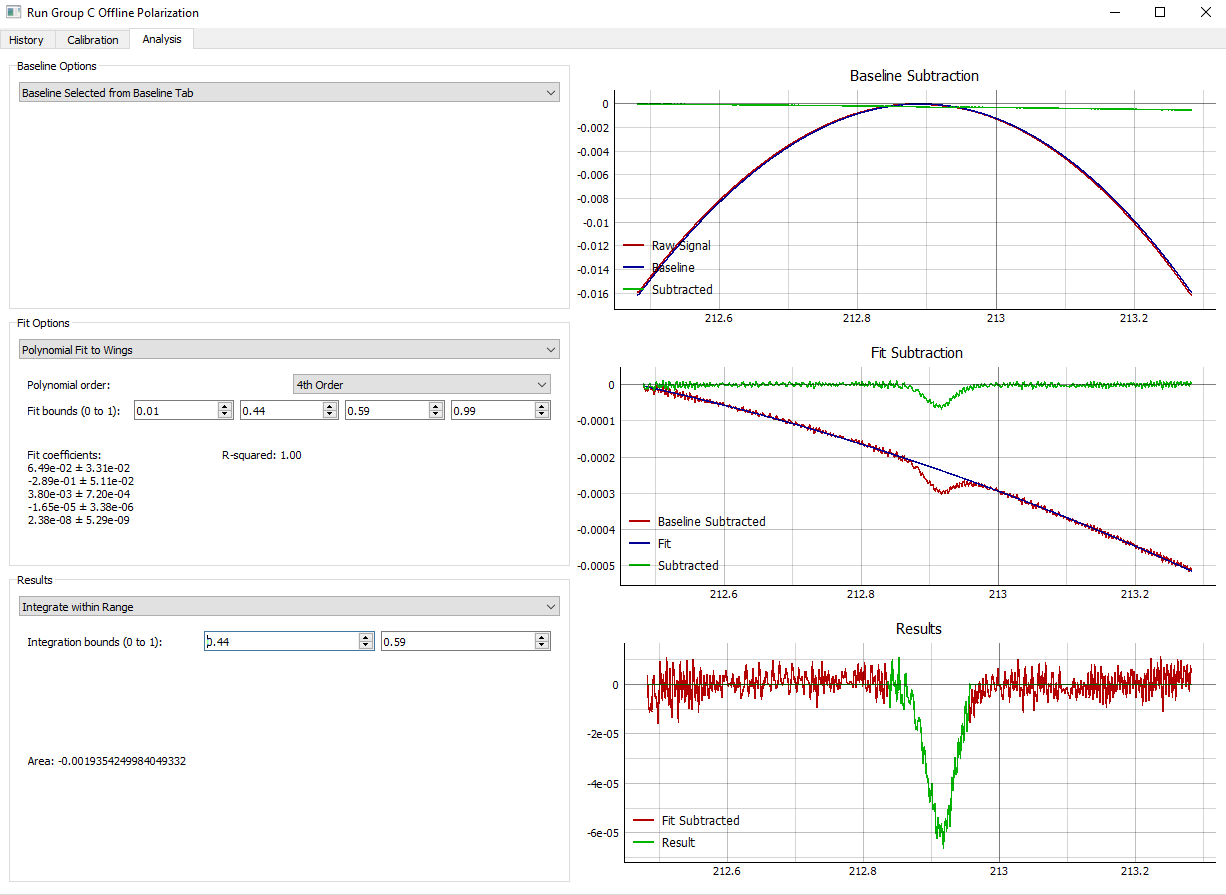 Run Group C Offline Polarization
History Calibration Analysis
Baseline Options
Baseline Selected from Baseline Tab
Fit Options
Polynomial Fit to Wings
Polynomial order: 4th Order
Fit bounds (0 to 1): 0.01 0.44 0.59 0.99
Fit coefficients: R-squared: 1.00
6.49e-02 ± 3.31e-02
-2.89e-01 ± 5.11e-02
3.80e-03 ± 7.20e-04
-1.65e-05 ± 3.38e-06
2.38e-08 ± 5.29e-09
Results
Integrate within Range
Integration bounds (0 to 1): 0.44 0.59
Area: -0.0019354249984049332
Baseline Subtraction
0
-0.002
-0.004
-0.006
-0.008
-0.01
-0.012
-0.014
-0.016
Raw Signal
Baseline
Subtracted
212.6 212.8 213 213.2
Fit Subtraction
0
-0.0001
-0.0002
-0.0003
-0.0004
-0.0005
Baseline Subtracted
Fit
Subtracted
212.6 212.8 213 213.2
Results
0
-2e-05
-4e-05
-6e-05
Fit Subtracted
Result
212.6 212.8 213 213.2